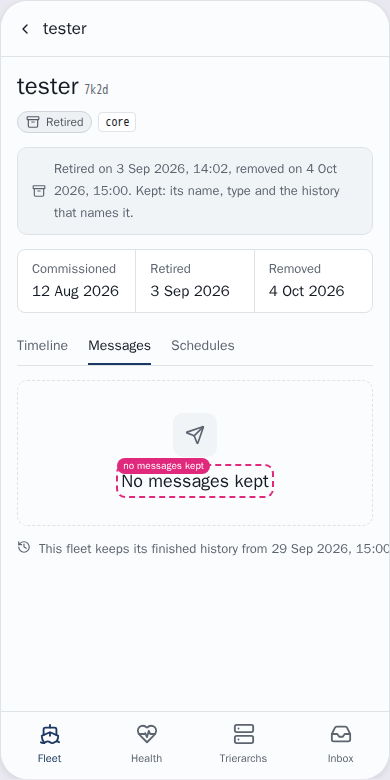 tester
tester 7k2d
Retired core
Retired on 3 Sep 2026, 14:02, removed on 4 Oct
2026, 15:00. Kept: its name, type and the history
that names it.
Commissioned Retired Removed
12 Aug 2026 3 Sep 2026 4 Oct 2026
Timeline Messages Schedules
no messages kept
No messages kept
This fleet keeps its finished history from 29 Sep 2026, 15:00
Fleet Health Trierarchs Inbox